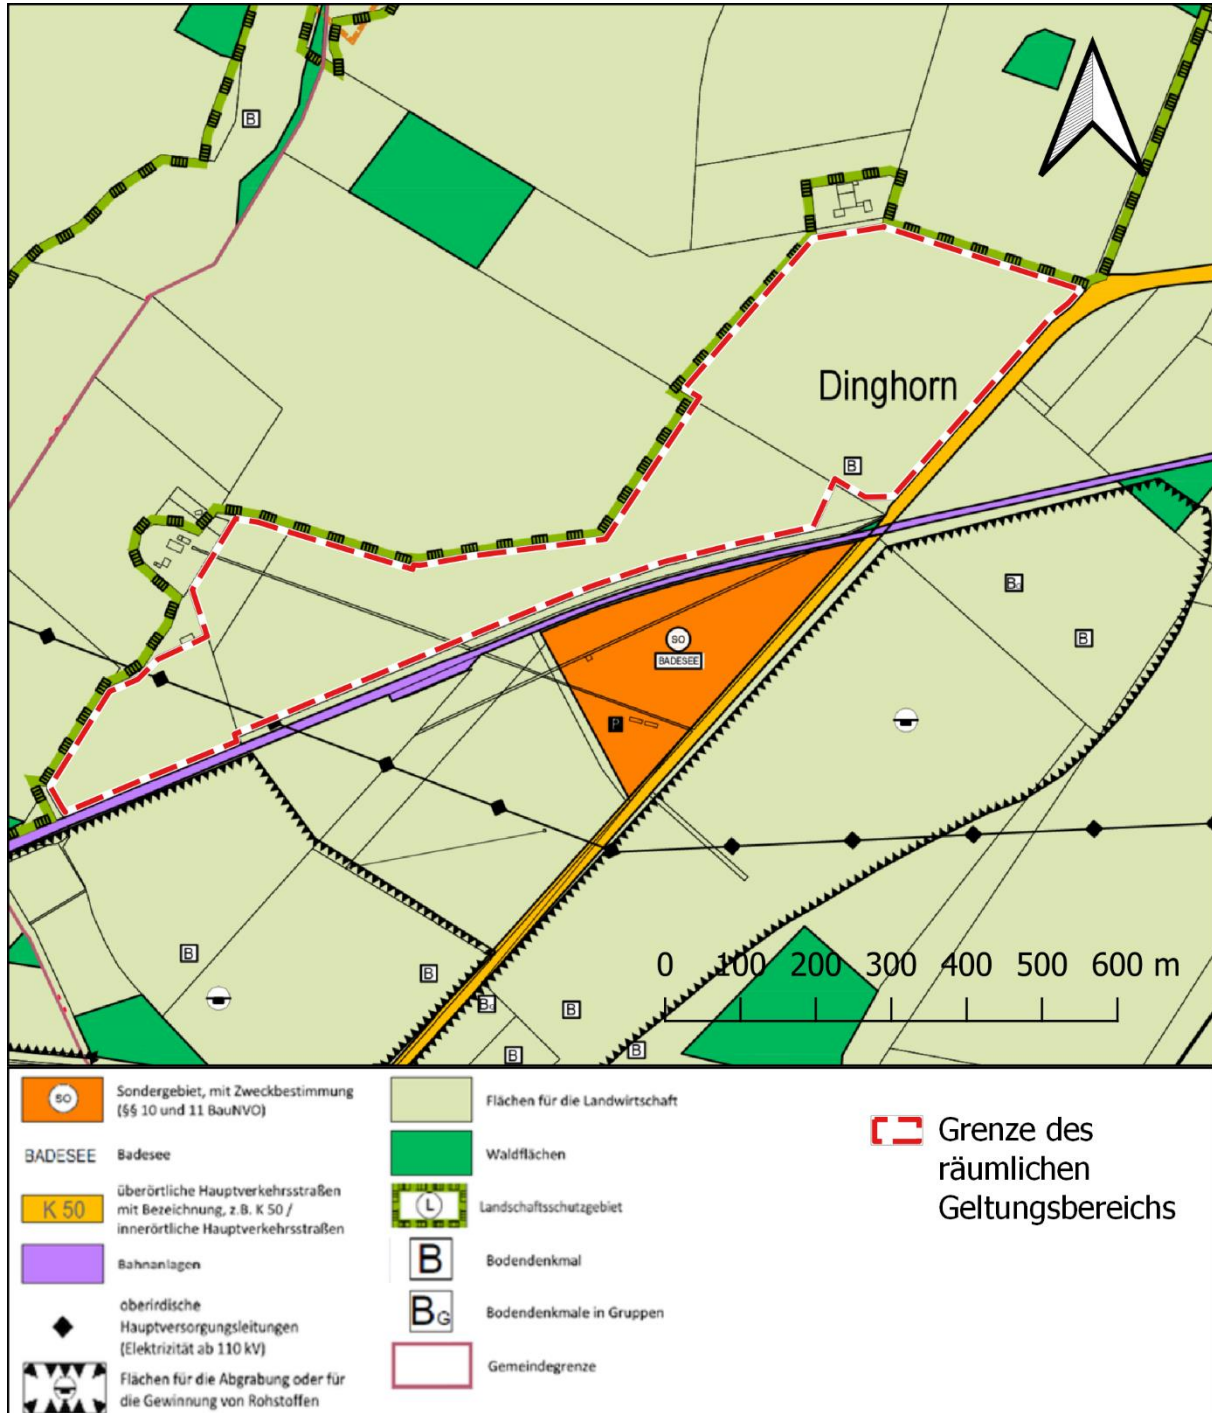 B
Dinghorn
B
B_G
SO
B
BADESEE
P
0 100 200 300 400 500 600 m
B
B
B_G
B
B
B
SO
Sondergebiet, mit Zweckbestimmung
(§§ 10 und 11 BauNVO)
BADESEE
Badesee
K 50
überörtliche Hauptverkehrsstraßen
mit Bezeichnung, z.B. K 50 /
innerörtliche Hauptverkehrsstraßen
Bahnanlagen
oberirdische
Hauptversorgungsleitungen
(Elektrizität ab 110 kV)
Flächen für die Abgrabung oder für
die Gewinnung von Rohstoffen
Flächen für die Landwirtschaft
Waldflächen
L
Landschaftsschutzgebiet
B
Bodendenkmal
B_G
Bodendenkmale in Gruppen
Gemeindegrenze
Grenze des
räumlichen
Geltungsbereichs